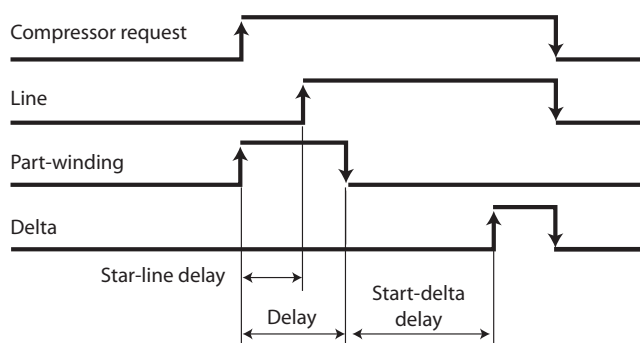 Compressor request
Line
Part-winding
Delta
Star-line delay
Delay
Start-delta
delay